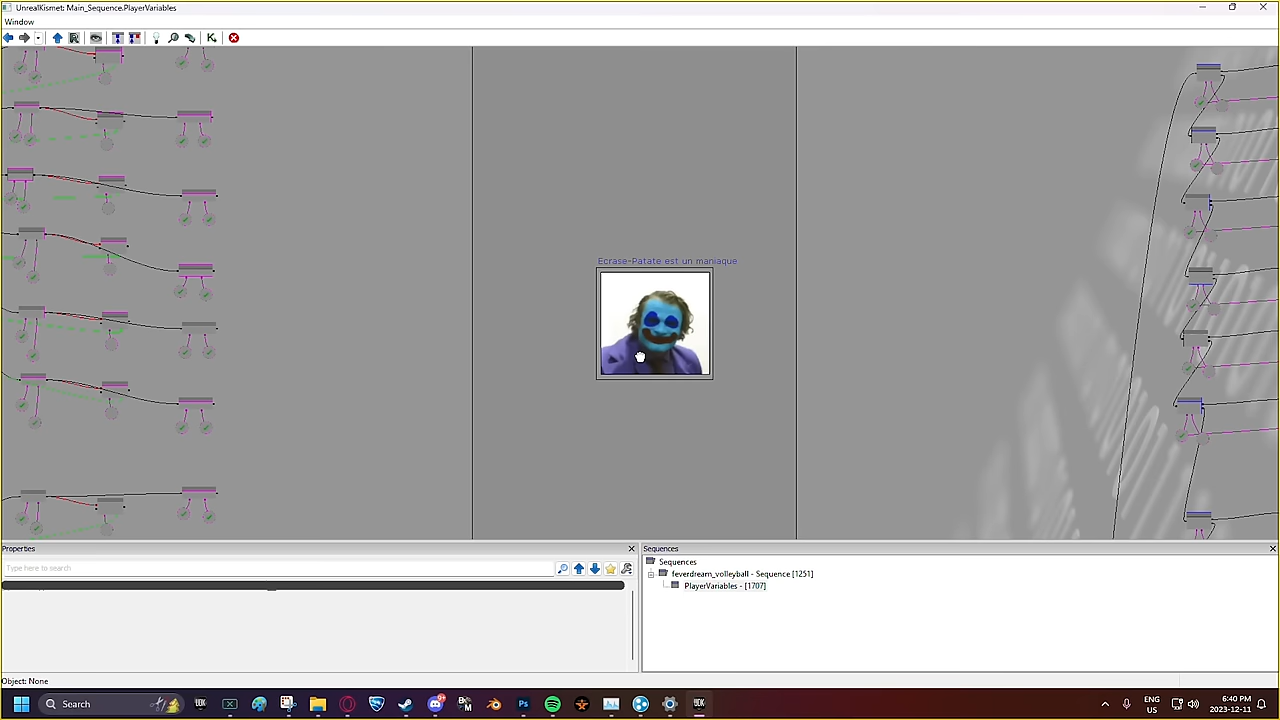 UnrealKismet: Main_Sequence.PlayerVariables
Window
Ecrase-Patate est un maniaque
Properties
Type here to search
Sequences
Sequences
feverdream_volleyball - Sequence [1251]
PlayerVariables - [1707]
Object: None
Search
ENG
US
6:40 PM
2023-12-11